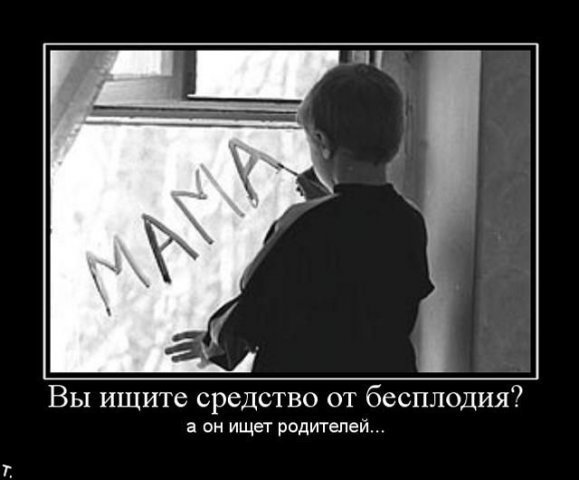 МАМА
Вы ищите средство от бесплодия?
а он ищет родителей...
т.